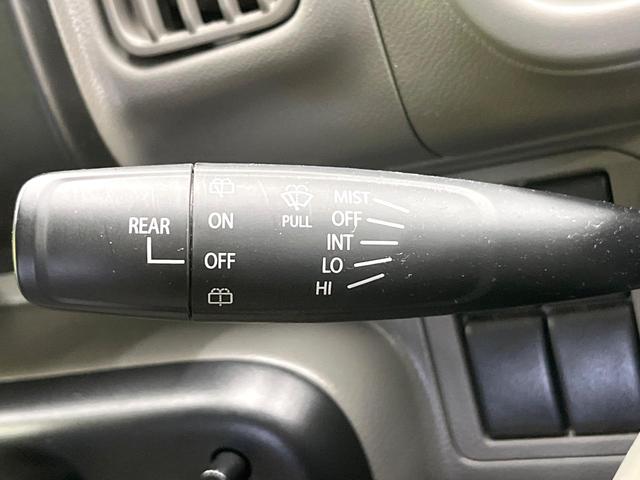 REAR
ON
OFF
PULL
MIST
OFF
INT
LO
HI